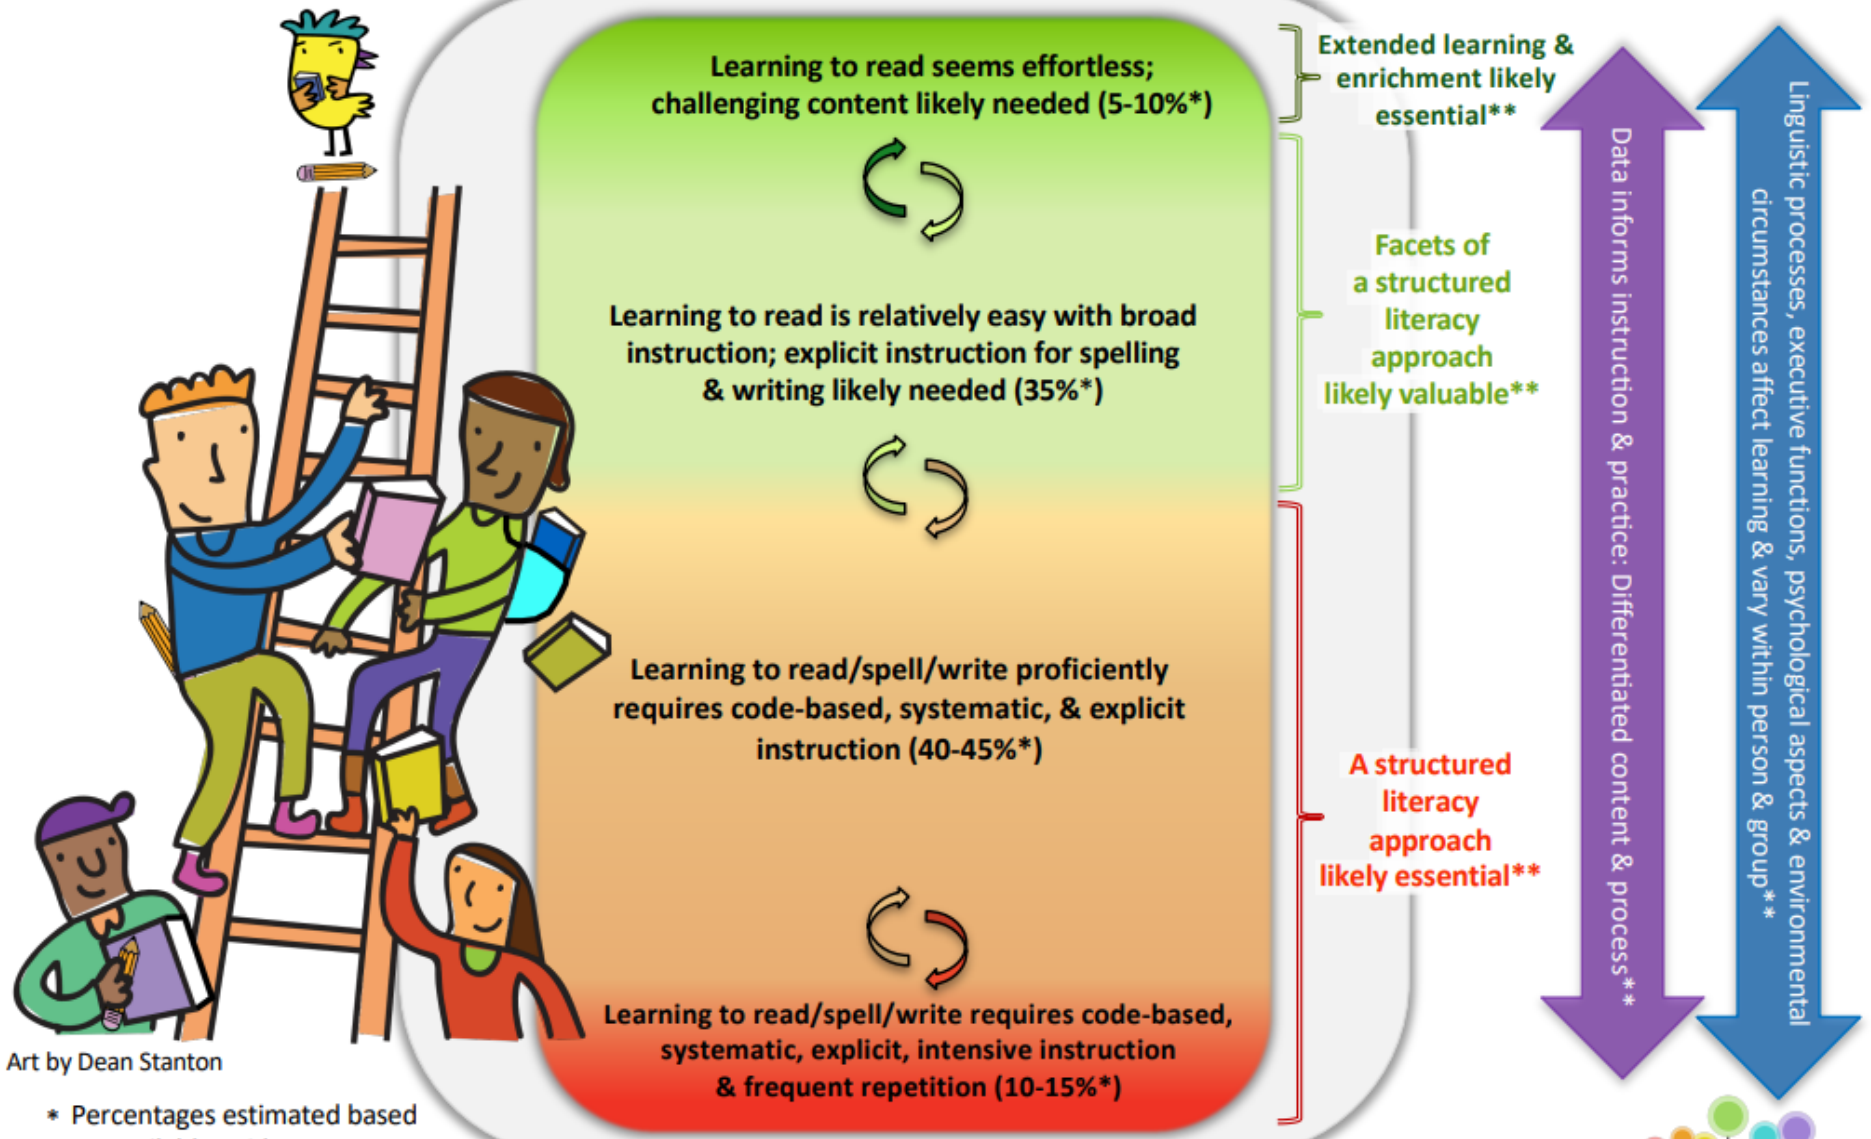 Learning to read seems effortless;
challenging content likely needed (5-10%*)
Learning to read is relatively easy with broad
instruction; explicit instruction for spelling
& writing likely needed (35%*)
Learning to read/spell/write proficiently
requires code-based, systematic, & explicit
instruction (40-45%*)
Learning to read/spell/write requires code-based,
systematic, explicit, intensive instruction
& frequent repetition (10-15%*)
Extended learning &
enrichment likely
essential**
Facets of
a structured
literacy
approach
likely valuable**
A structured
literacy
approach
likely essential**
Data informs instruction & practice: Differentiated content & process**
Linguistic processes, executive functions, psychological aspects & environmental
circumstances affect learning & vary within person & group**
Art by Dean Stanton
* Percentages estimated based